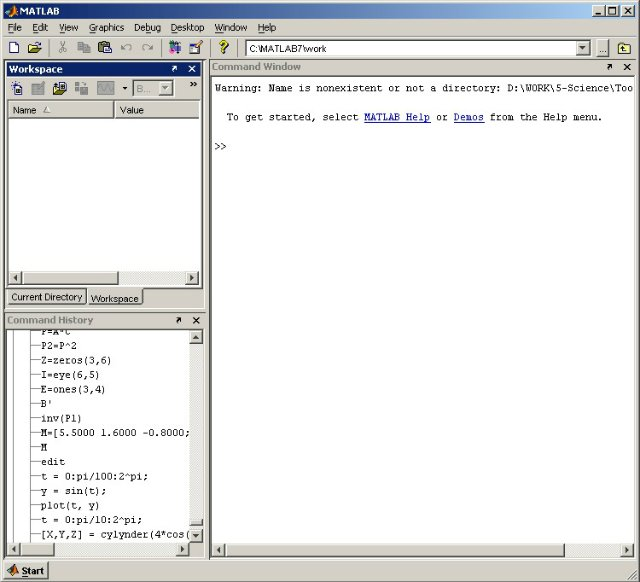 MATLAB
File Edit View Graphics Debug Desktop Window Help
C:\MATLAB7\work
...
Workspace
B...
»
Name Value
Current Directory Workspace
Command History
P2=P^2
Z=zeros(3,6)
I=eye(6,5)
E=ones(3,4)
B'
inv(P1)
M=[5.5000 1.6000 -0.8000;
M
edit
t = 0:pi/100:2^pi;
y = sin(t);
plot(t, y)
t = 0:pi/10:2^pi;
[X,Y,Z] = cylynder(4*cos(
Command Window
Warning: Name is nonexistent or not a directory: D:\WORK\S-Science\Too
To get started, select MATLAB Help or Demos from the Help menu.
>>
Start